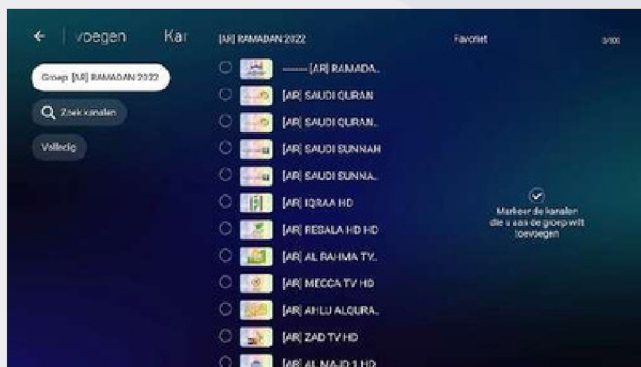 voegen Kar
Groep [AR] RAMADAN 2022
Zoek kanalen
Volledig
[AR] RAMADAN 2022
------- [AR] RAMADA..
[AR] SAUDI QURAN
[AR] SAUDI QURAN..
[AR] SAUDI SUNNAH
[AR] SAUDI SUNNA..
[AR] IQRAA HD
[AR] RESALA HD HD
[AR] AL RAHMA TV..
[AR] MECCA TV HD
[AR] AHLU ALQURA..
[AR] ZAD TV HD
[AR] AL MAJD 1 HD
Favoriet
Markeer de kanalen
die u aan de groep wilt
toevoegen